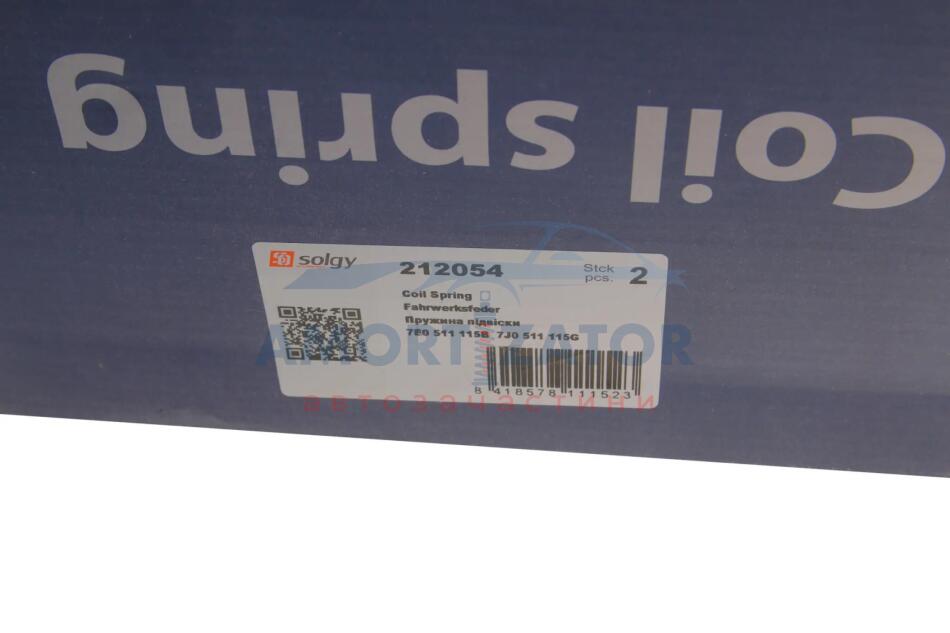 Coil spring
solgy
212054
Stck
pcs.
2
Coil Spring
Fahrwerksfeder
Пружина підвіски
7E0 511 115B, 7J0 511 115G
8 418578 111523
AMORTIZATOR
автозапчастини